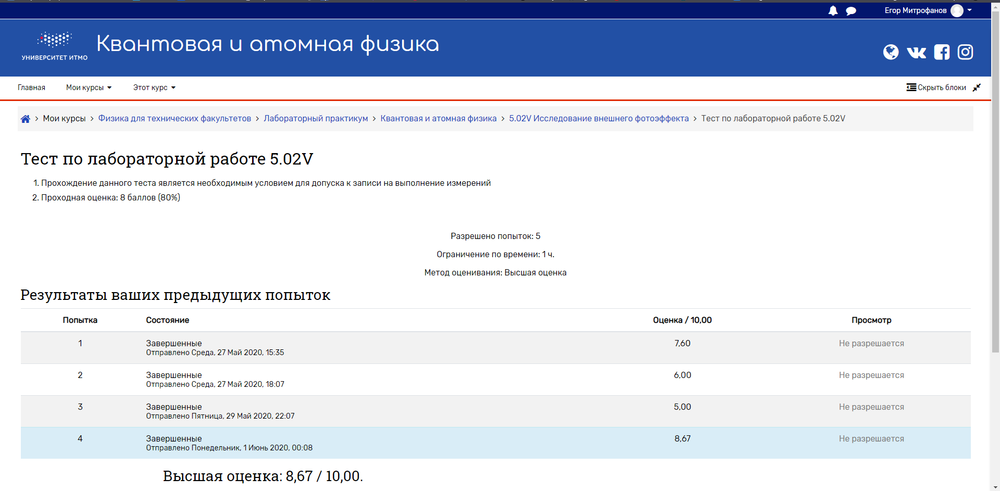 Егор Митрофанов
УНИВЕРСИТЕТ ИТМО
Квантовая и атомная физика
Главная Мои курсы Этот курс Скрыть блоки
Мои курсы > Физика для технических факультетов > Лабораторный практикум > Квантовая и атомная физика > 5.02V Исследование внешнего фотоэффекта > Тест по лабораторной работе 5.02V
Тест по лабораторной работе 5.02V
1. Прохождение данного теста является необходимым условием для допуска к записи на выполнение измерений
2. Проходная оценка: 8 баллов (80%)
Разрешено попыток: 5
Ограничение по времени: 1 ч.
Метод оценивания: Высшая оценка
Результаты ваших предыдущих попыток
Попытка Состояние Оценка / 10,00 Просмотр
1 Завершенные 7,60 Не разрешается
Отправлено Среда, 27 Май 2020, 15:35
2 Завершенные 6,00 Не разрешается
Отправлено Среда, 27 Май 2020, 18:07
3 Завершенные 5,00 Не разрешается
Отправлено Пятница, 29 Май 2020, 22:07
4 Завершенные 8,67 Не разрешается
Отправлено Понедельник, 1 Июнь 2020, 00:08
Высшая оценка: 8,67 / 10,00.